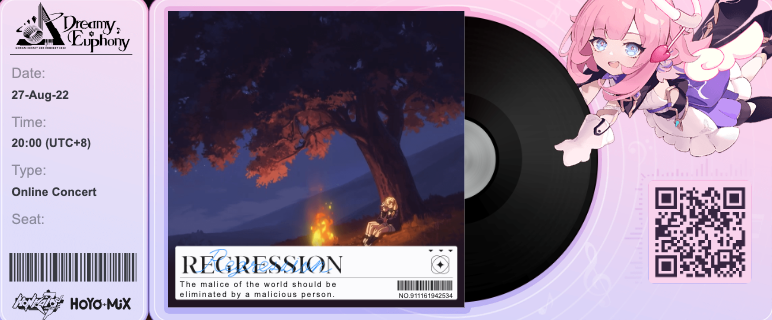 Dreamy
Euphony
Date:
27-Aug-22
Time:
20:00 (UTC+8)
Type:
Online Concert
Seat:
HOYO-MiX
REGRESSION
Regression
The malice of the world should be
eliminated by a malicious person.
NO.911161942534